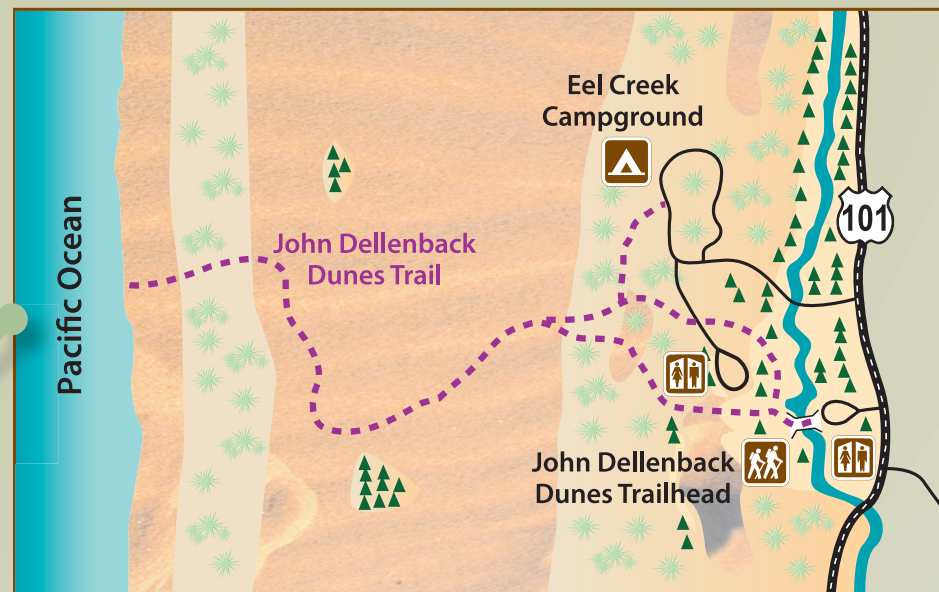 Eel Creek
Campground
101
John Dellenback
Dunes Trail
Pacific Ocean
John Dellenback
Dunes Trailhead